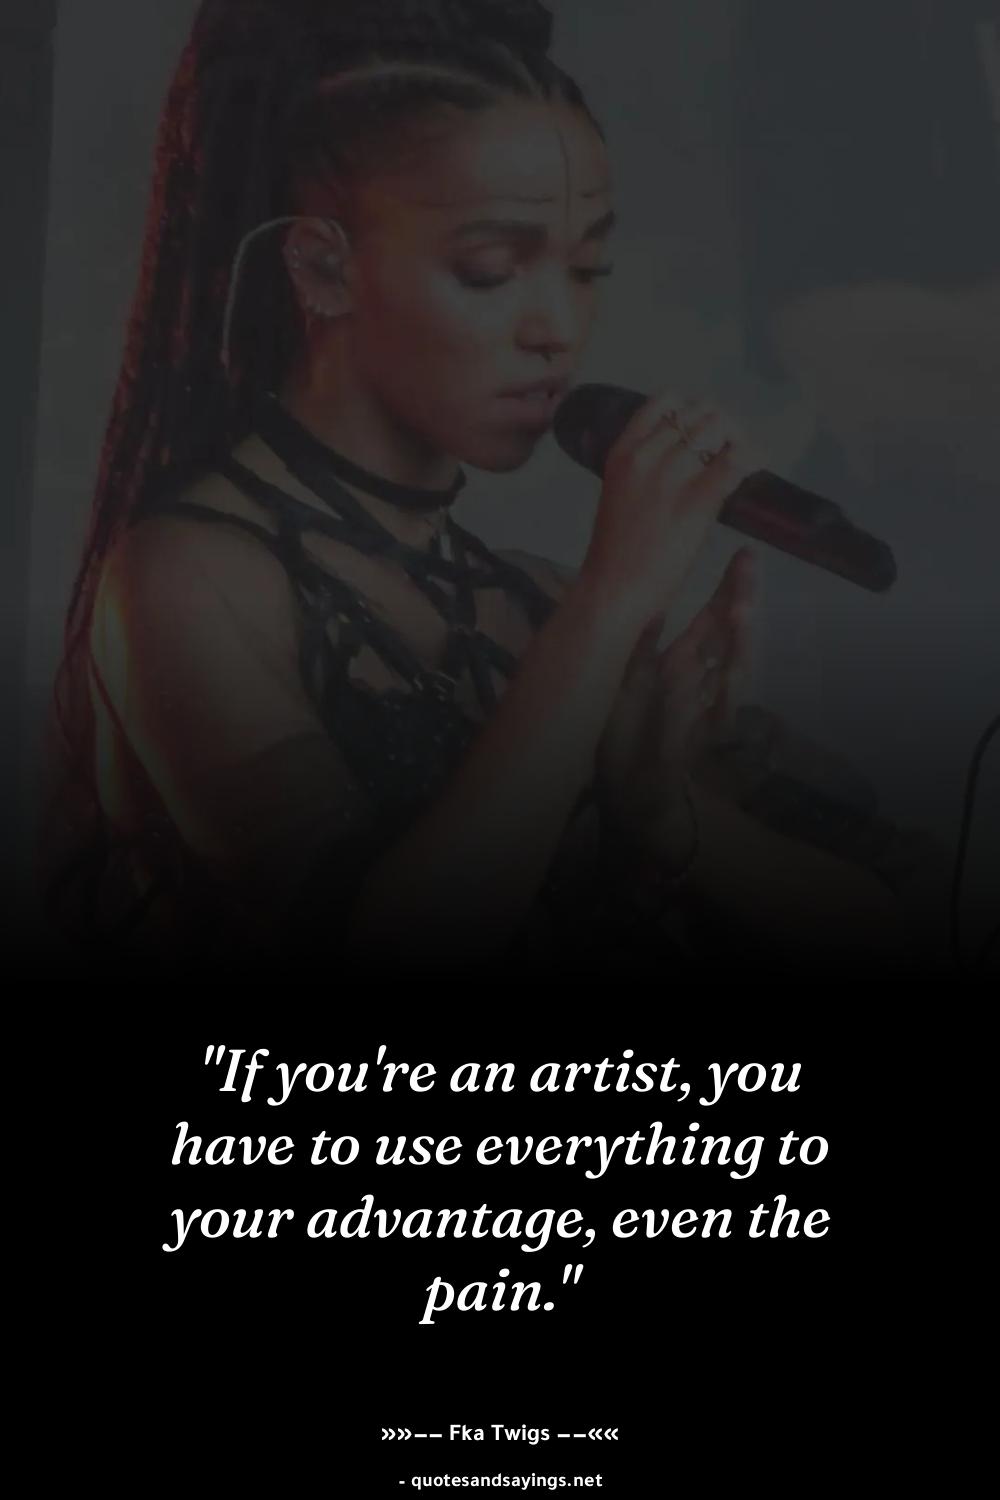 "If you're an artist, you
have to use everything to
your advantage, even the
pain."
»»−− Fka Twigs −−««
- quotesandsayings.net